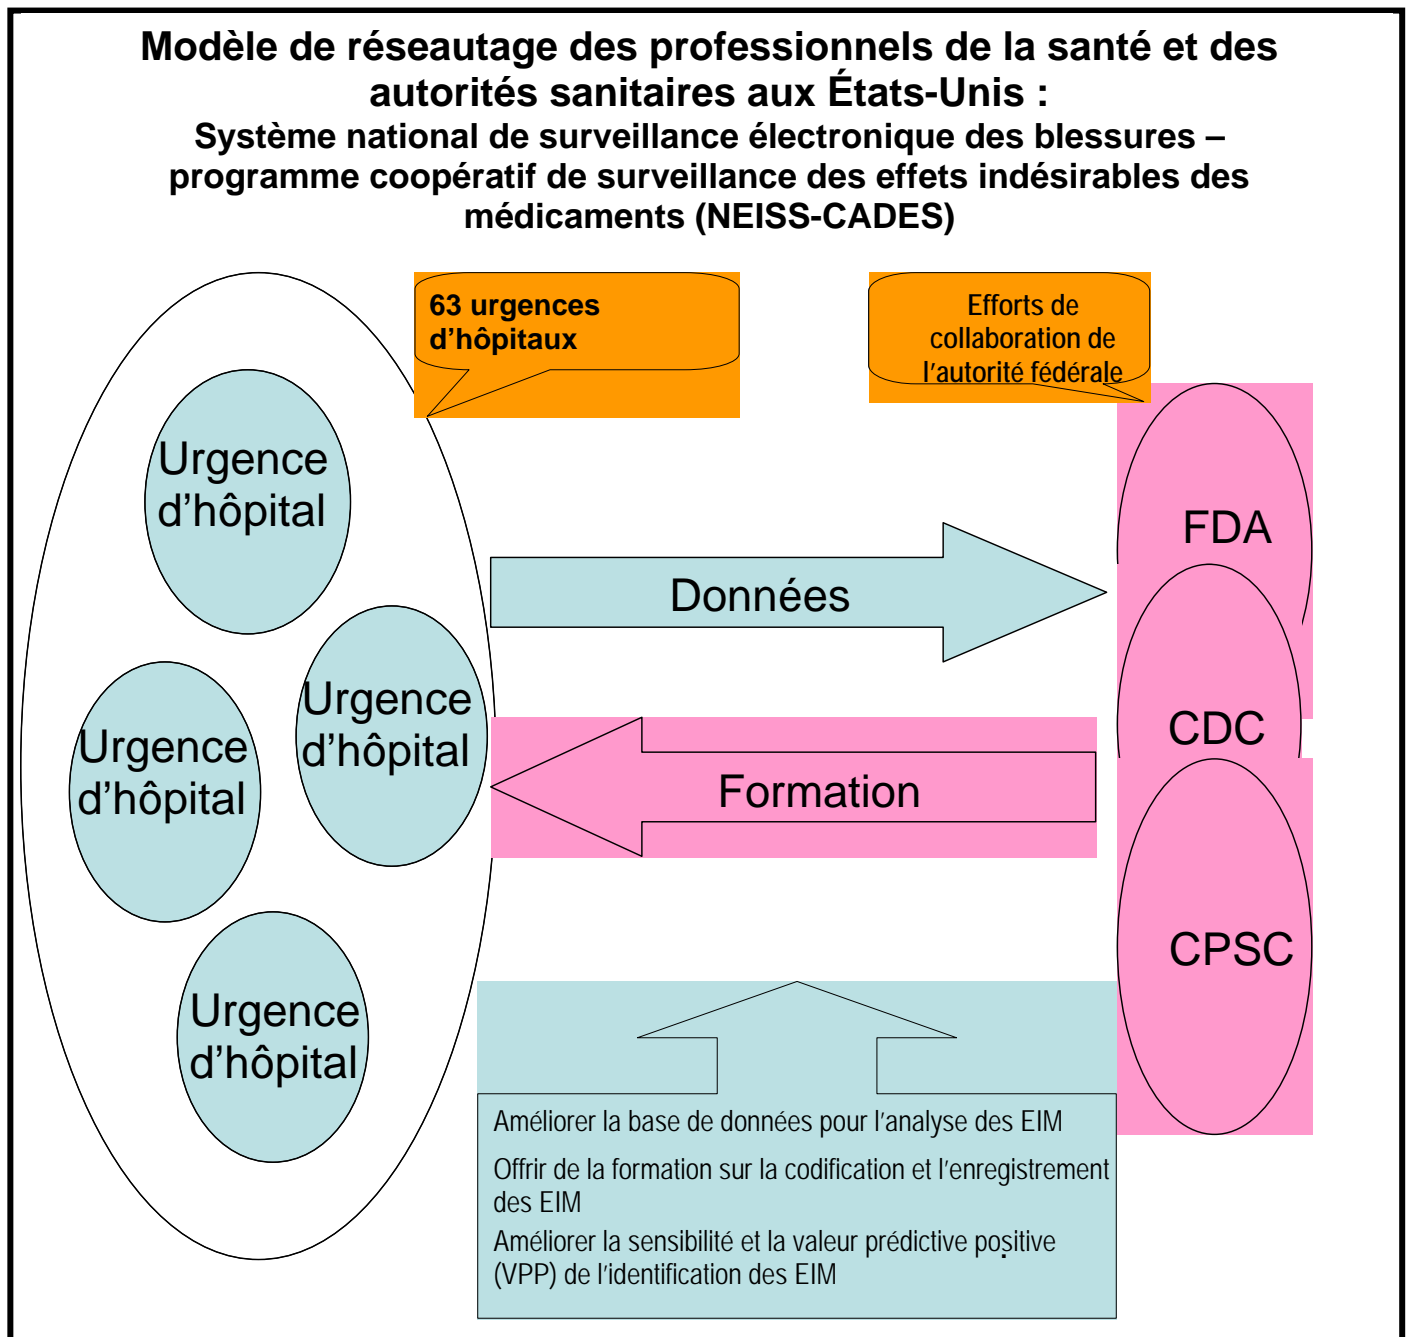 Modèle de réseautage des professionnels de la santé et des
autorités sanitaires aux États-Unis :
Système national de surveillance électronique des blessures –
programme coopératif de surveillance des effets indésirables des
médicaments (NEISS-CADES)
63 urgences
d’hôpitaux
Efforts de
collaboration de
l’autorité fédérale
Urgence
d’hôpital
FDA
Données
Urgence
d’hôpital
Urgence
d’hôpital
CDC
Formation
CPSC
Urgence
d’hôpital
Améliorer la base de données pour l’analyse des EIM
Offrir de la formation sur la codification et l’enregistrement
des EIM
Améliorer la sensibilité et la valeur prédictive positive
(VPP) de l’identification des EIM